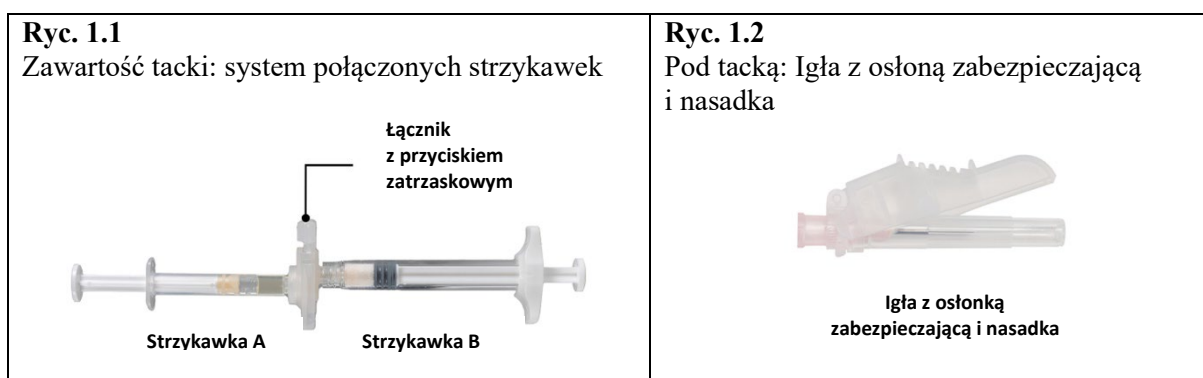 Ryc. 1.1
Zawartość tacki: system połączonych strzykawek
Łącznik
z przyciskiem
zatrzaskowym
Strzykawka A
Strzykawka B
Ryc. 1.2
Pod tacką: Igła z osłoną zabezpieczającą
i nasadka
Igła z osłonką
zabezpieczającą i nasadka